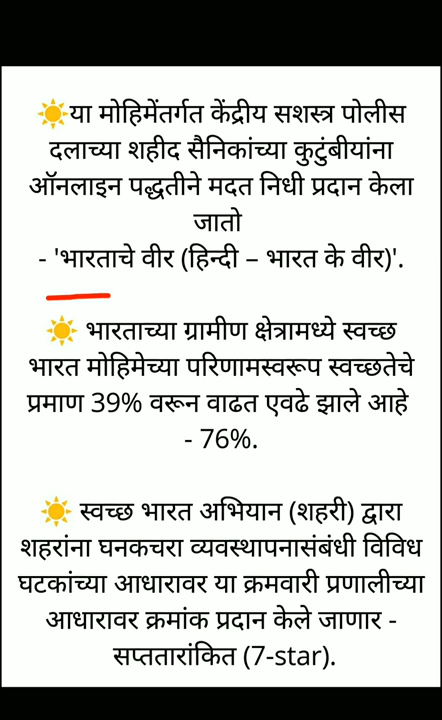 ☀️या मोहिमेंतर्गत केंद्रीय सशस्त्र पोलीस
दलाच्या शहीद सैनिकांच्या कुटुंबीयांना
ऑनलाइन पद्धतीने मदत निधी प्रदान केला
जातो
- 'भारताचे वीर (हिन्दी – भारत के वीर)'.
☀️ भारताच्या ग्रामीण क्षेत्रामध्ये स्वच्छ
भारत मोहिमेच्या परिणामस्वरूप स्वच्छतेचे
प्रमाण 39% वरून वाढत एवढे झाले आहे
- 76%.
☀️ स्वच्छ भारत अभियान (शहरी) द्वारा
शहरांना घनकचरा व्यवस्थापनासंबंधी विविध
घटकांच्या आधारावर या क्रमवारी प्रणालीच्या
आधारावर क्रमांक प्रदान केले जाणार -
सप्ततारांकित (7-star).